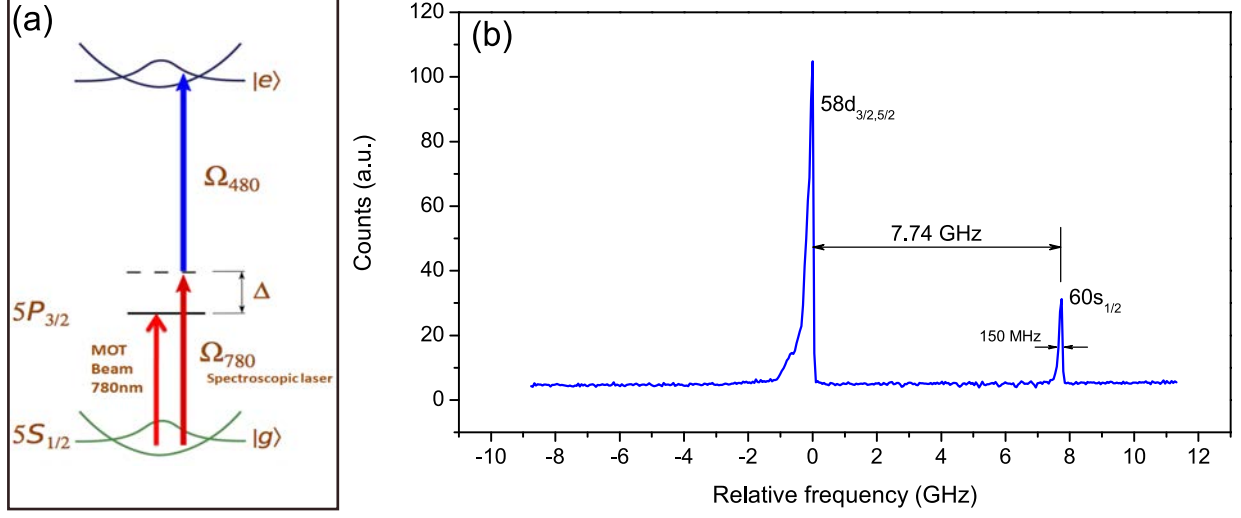 (a)
|e⟩
Ω480
Δ
5P3/2
MOT
Beam
780nm
Ω780
Spectroscopic laser
5S1/2
|g⟩
(b)
120
100
80
60
40
20
0
Counts (a.u.)
58d3/2,5/2
7.74 GHz
60s1/2
150 MHz
-10 -8 -6 -4 -2 0 2 4 6 8 10 12
Relative frequency (GHz)